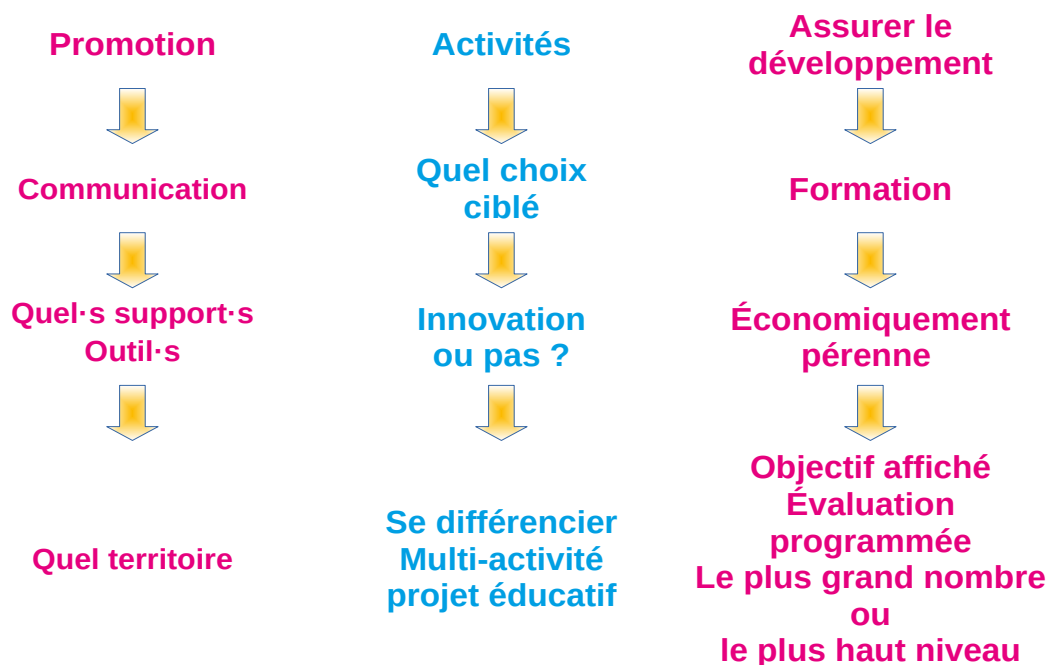 Promotion
Communication
Quel·s support·s
Outil·s
Quel territoire
Activités
Quel choix
ciblé
Innovation
ou pas ?
Se différencier
Multi-activité
projet éducatif
Assurer le
développement
Formation
Économiquement
pérenne
Objectif affiché
Évaluation
programmée
Le plus grand nombre
ou
le plus haut niveau